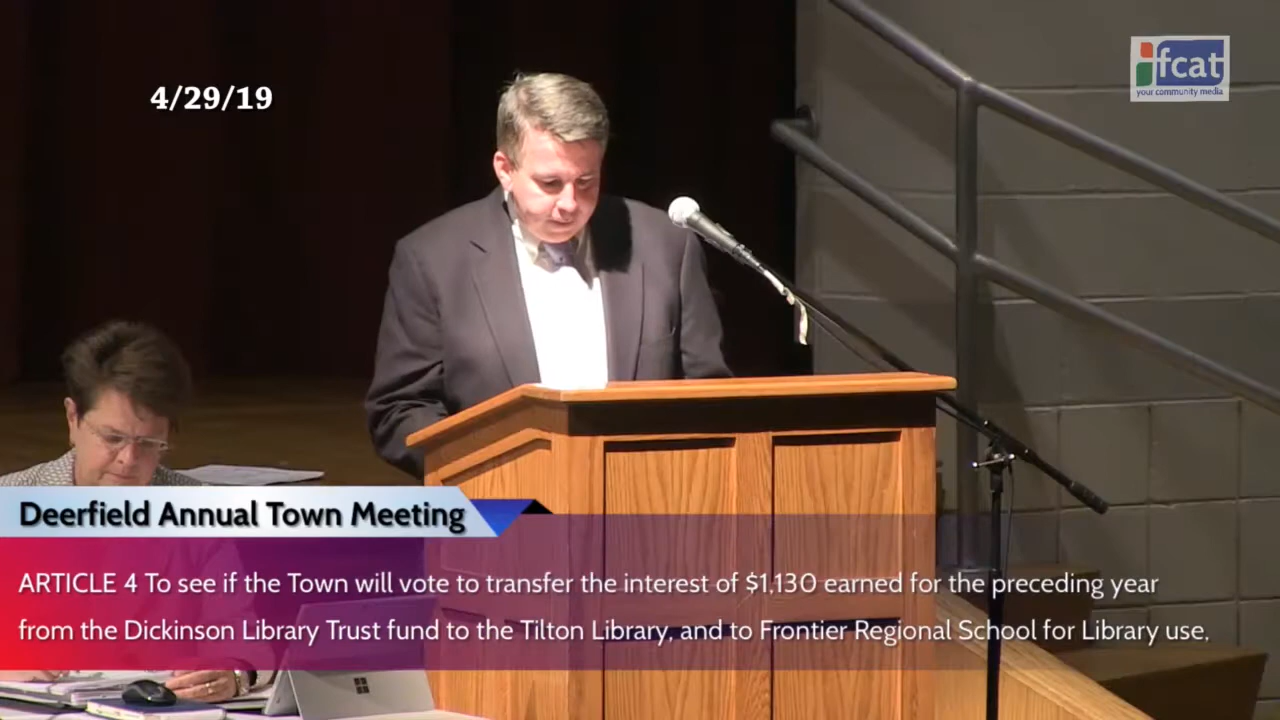 4/29/19
fcat
your community media
Deerfield Annual Town Meeting
ARTICLE 4 To see if the Town will vote to transfer the interest of $1,130 earned for the preceding year
from the Dickinson Library Trust fund to the Tilton Library, and to Frontier Regional School for Library use.